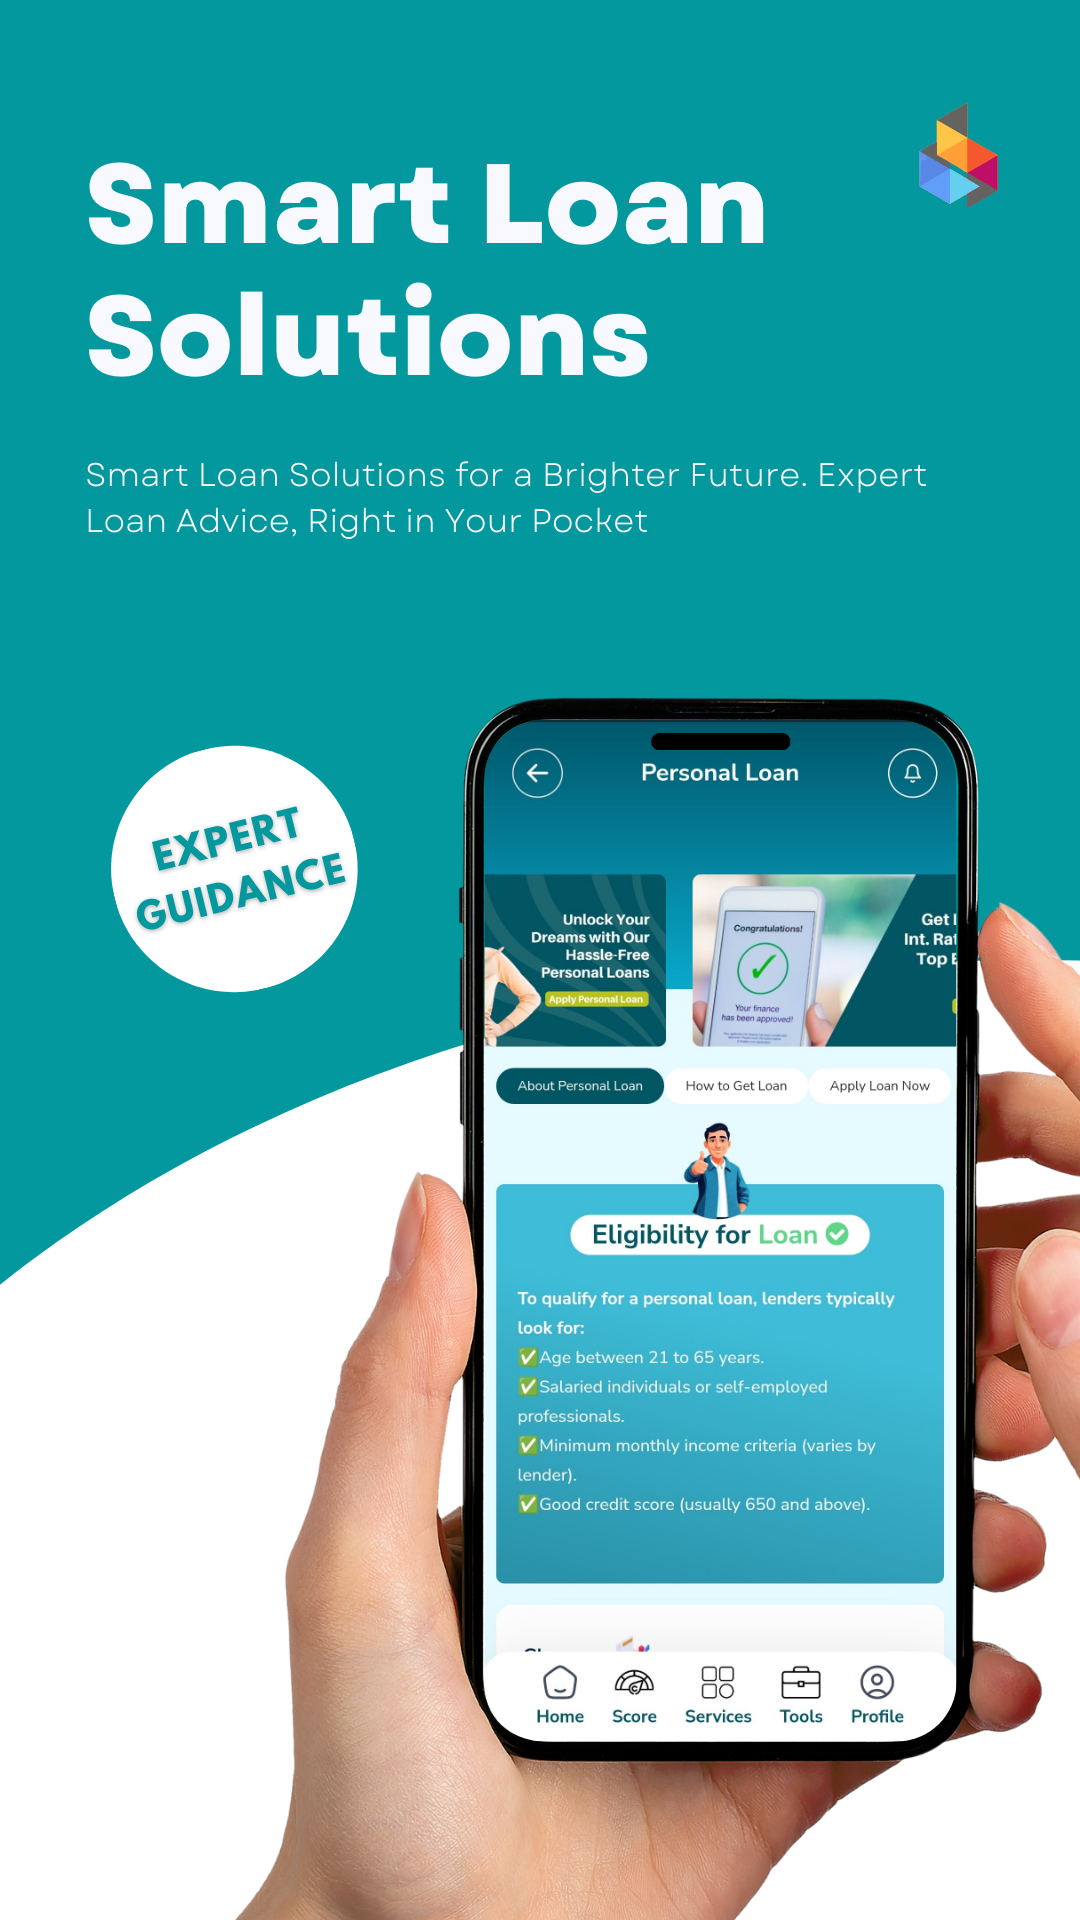 Smart Loan
Solutions
Smart Loan Solutions for a Brighter Future. Expert
Loan Advice, Right in Your Pocket
EXPERT
GUIDANCE
Personal Loan
Unlock Your
Dreams with Our
Hassle-Free
Personal Loans
Apply Personal Loan
Congratulations!
Your finance
has been approved!
Get
Int.
Top
About Personal Loan
How to Get Loan
Apply Loan Now
Eligibility for Loan
To qualify for a personal loan, lenders typically
look for:
✅Age between 21 to 65 years.
✅Salaried individuals or self-employed
professionals.
✅Minimum monthly income criteria (varies by
lender).
✅Good credit score (usually 650 and above).
Home
Score
Services
Tools
Profile